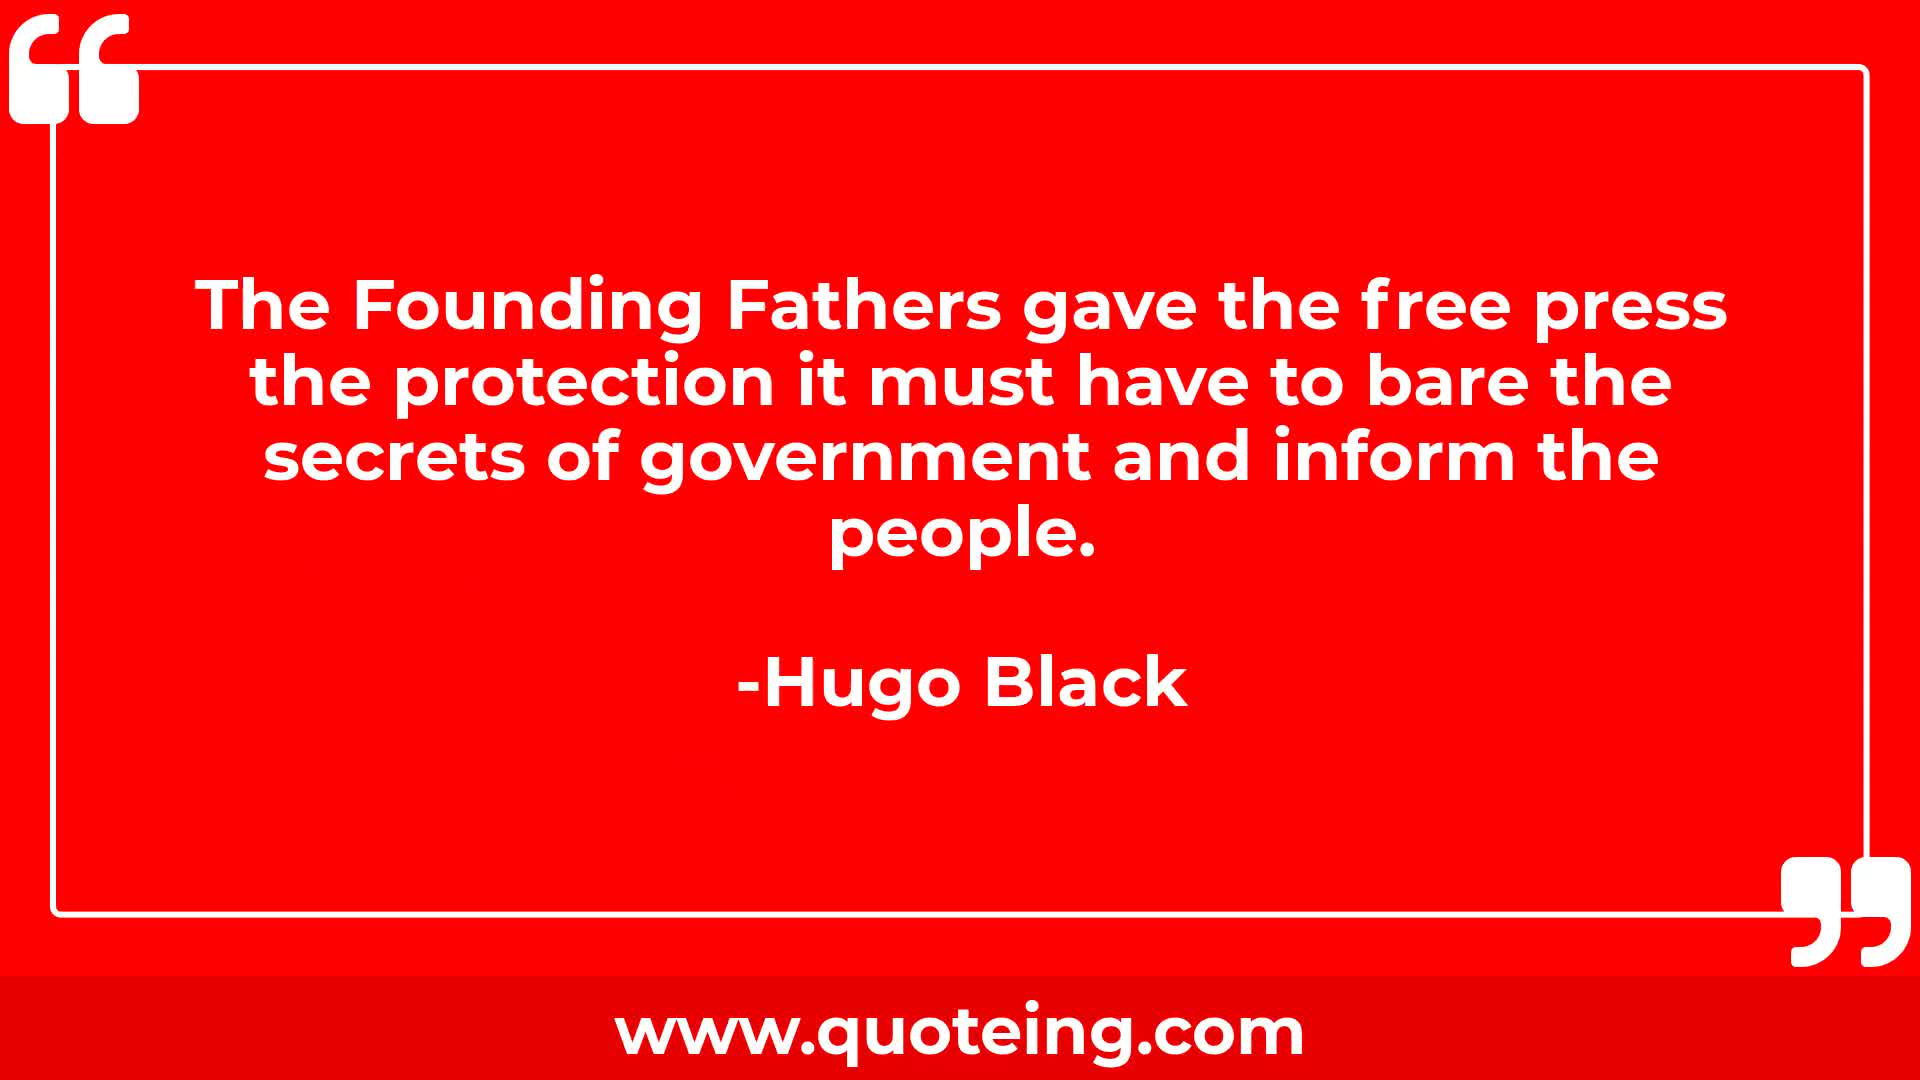 The Founding Fathers gave the free press
the protection it must have to bare the
secrets of government and inform the
people.
-Hugo Black
www.quoteing.com